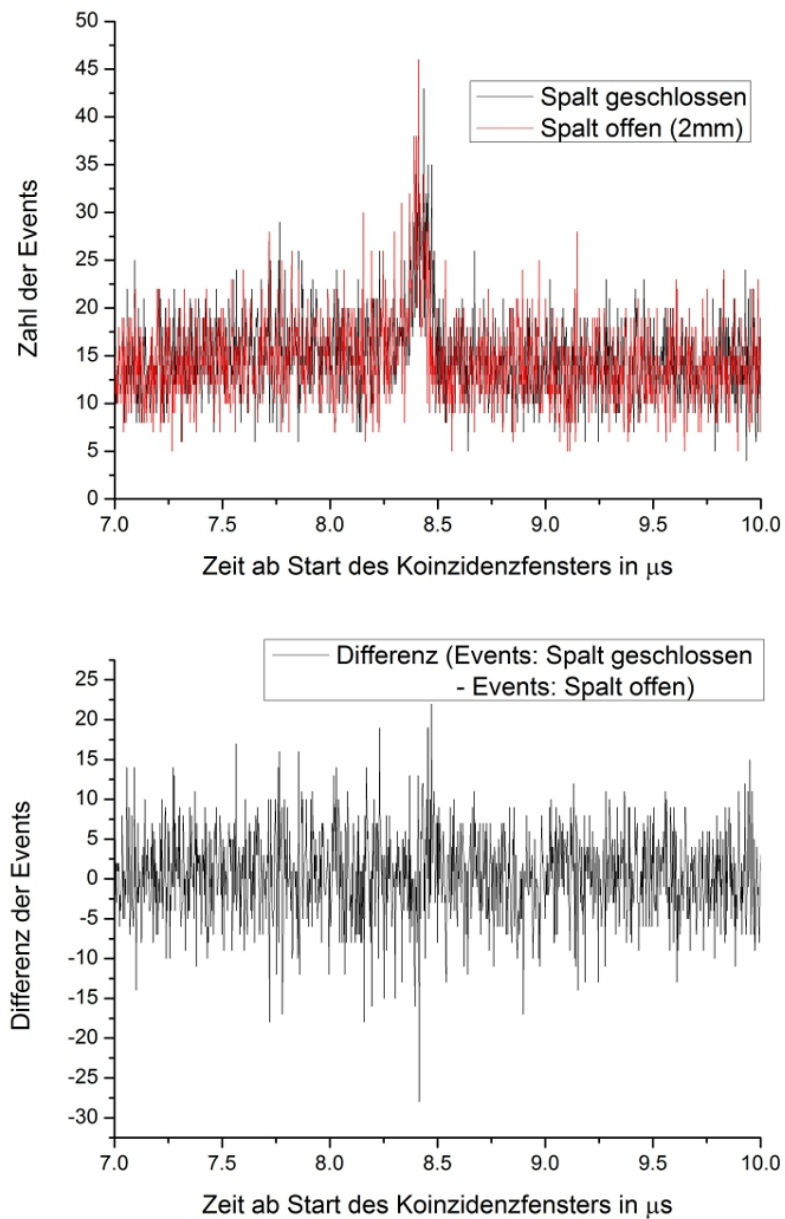 50
45
40
35
30
25
20
15
10
5
0
Zahl der Events
Spalt geschlossen
Spalt offen (2mm)
7.0 7.5 8.0 8.5 9.0 9.5 10.0
Zeit ab Start des Koinzidenzfensters in μs
Differenz (Events: Spalt geschlossen
- Events: Spalt offen)
25
20
15
10
5
0
-5
-10
-15
-20
-25
-30
Differenz der Events
7.0 7.5 8.0 8.5 9.0 9.5 10.0
Zeit ab Start des Koinzidenzfensters in μs